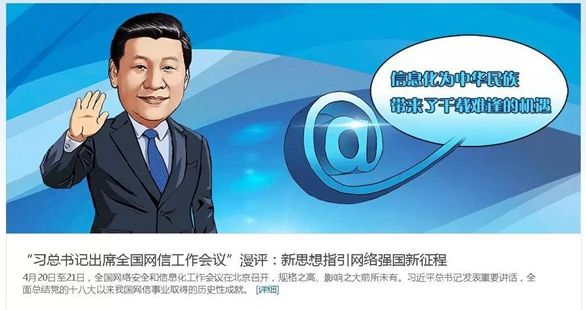 信息化为中华民族
带来了千载难逢的机遇
@
“习总书记出席全国网信工作会议”漫评：新思想指引网络强国新征程
4月20日至21日，全国网络安全和信息化工作会议在北京召开，规格之高、影响之大前所未有。习近平总书记发表重要讲话，全
面总结党的十八大以来我国网信事业取得的历史性成就。 [详细]